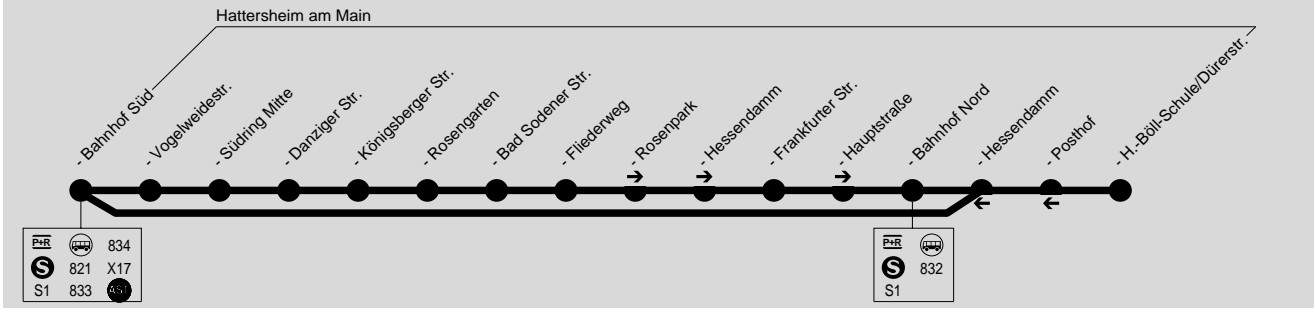 Hattersheim am Main
- Bahnhof Süd
- Vogelweidestr.
- Südring Mitte
- Danziger Str.
- Königsberger Str.
- Rosengarten
- Bad Sodener Str.
- Fliederweg
- Rosenpark
- Hessendamm
- Frankfurter Str.
- Hauptstraße
- Bahnhof Nord
- Hessendamm
- Posthof
- H.-Böll-Schule/Dürerstr.
P+R 834
S 821 X17
S1 833 AST
P+R
S 832
S1